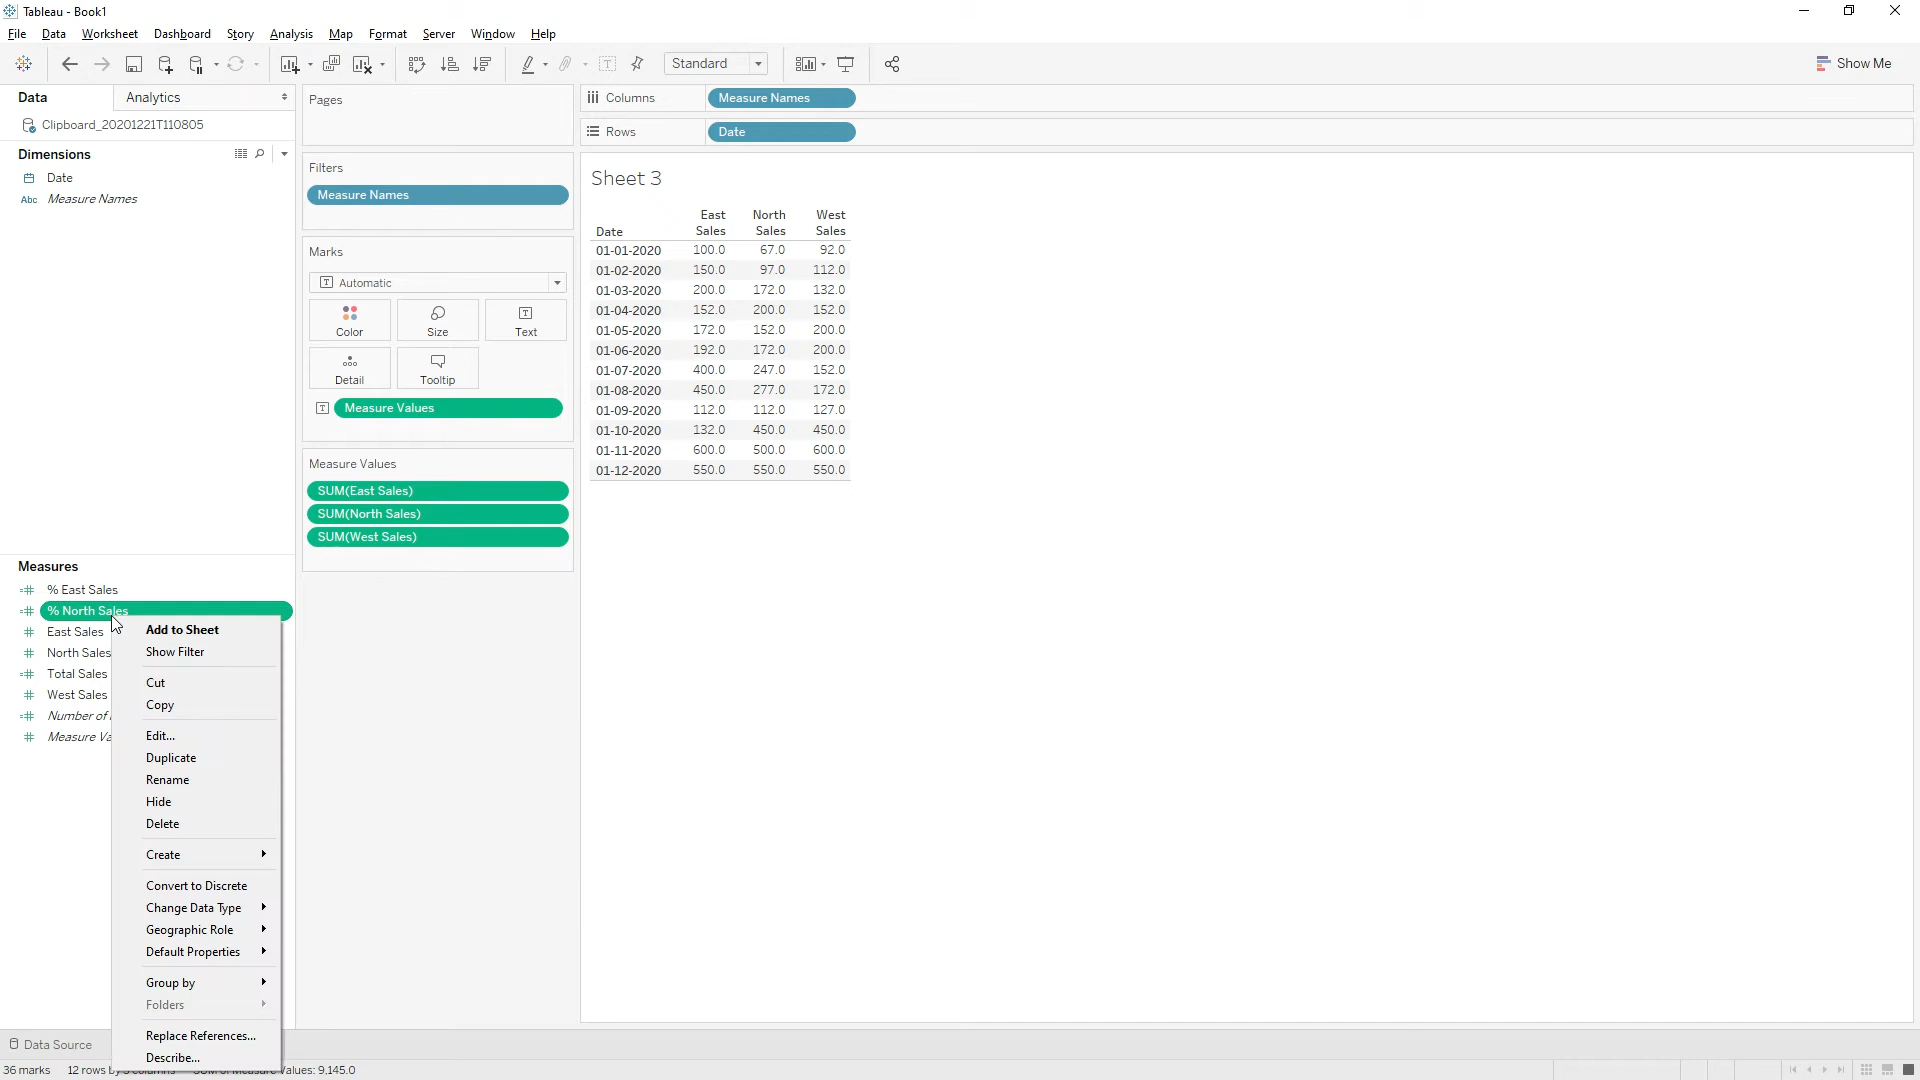 Tableau - Book1
File Data Worksheet Dashboard Story Analysis Map Format Server Window Help
Standard
Show Me
Data
Analytics
Clipboard_20201221T110805
Dimensions
Date
Abc Measure Names
Measures
% East Sales
% North Sales
East Sales
North Sales
Total Sales
West Sales
Number of
Measure Va
Add to Sheet
Show Filter
Cut
Copy
Edit...
Duplicate
Rename
Hide
Delete
Create
Convert to Discrete
Change Data Type
Geographic Role
Default Properties
Group by
Folders
Replace References...
Describe...
Pages
Filters
Measure Names
Marks
Automatic
Color Size Text
Detail Tooltip
Measure Values
Measure Values
SUM(East Sales)
SUM(North Sales)
SUM(West Sales)
Columns Measure Names
Rows Date
Sheet 3
Date East Sales North Sales West Sales
01-01-2020 100.0 67.0 92.0
01-02-2020 150.0 97.0 112.0
01-03-2020 200.0 172.0 132.0
01-04-2020 152.0 200.0 152.0
01-05-2020 172.0 152.0 200.0
01-06-2020 192.0 172.0 200.0
01-07-2020 400.0 247.0 152.0
01-08-2020 450.0 277.0 172.0
01-09-2020 112.0 112.0 127.0
01-10-2020 132.0 450.0 450.0
01-11-2020 600.0 500.0 600.0
01-12-2020 550.0 550.0 550.0
Data Source
36 marks 12 rows by 3 columns SUM of Measure Values: 9,145.0